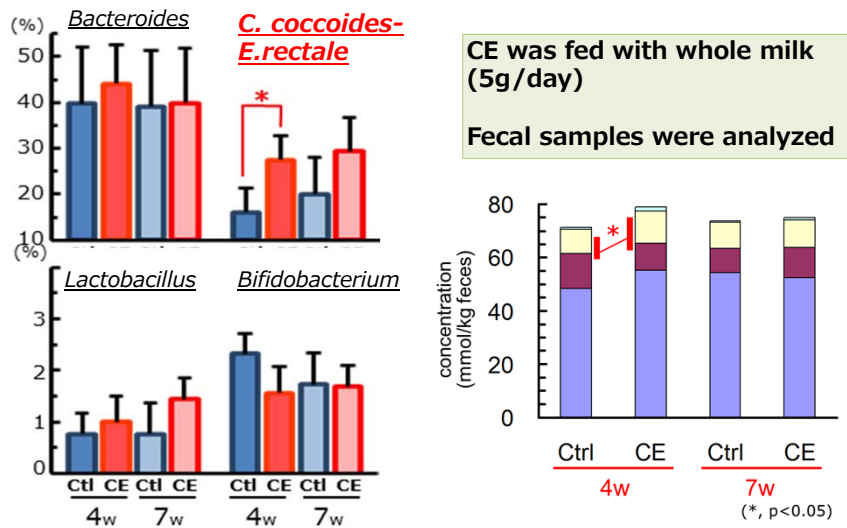 (%)
Bacteroides
C. coccoides-
E.rectale
50
40
30
20
10
*
(%)
Lactobacillus
Bifidobacterium
3
2
1
0
Ctl CE Ctl CE Ctl CE Ctl CE
4w 7w 4w 7w
CE was fed with whole milk
(5g/day)
Fecal samples were analyzed
concentration
(mmol/kg feces)
80
60
40
20
0
*
Ctrl CE Ctrl CE
4w 7w
(*, p<0.05)